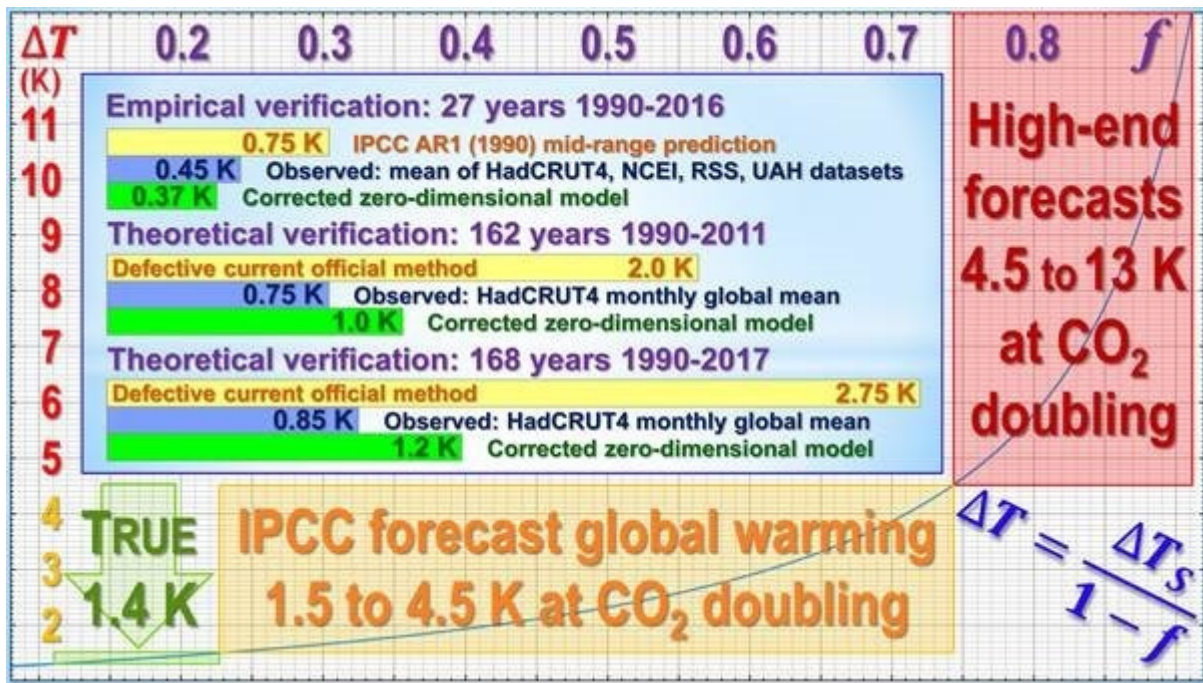 ΔT 0.2 0.3 0.4 0.5 0.6 0.7 0.8 f
(K)
11
10
9
8
7
6
5
4
3
2
Empirical verification: 27 years 1990-2016
0.75 K IPCC AR1 (1990) mid-range prediction
0.45 K Observed: mean of HadCRUT4, NCEI, RSS, UAH datasets
0.37 K Corrected zero-dimensional model
Theoretical verification: 162 years 1990-2011
Defective current official method 2.0 K
0.75 K Observed: HadCRUT4 monthly global mean
1.0 K Corrected zero-dimensional model
Theoretical verification: 168 years 1990-2017
Defective current official method 2.75 K
0.85 K Observed: HadCRUT4 monthly global mean
1.2 K Corrected zero-dimensional model
High-end
forecasts
4.5 to 13 K
at CO₂
doubling
TRUE
1.4 K
IPCC forecast global warming
1.5 to 4.5 K at CO₂ doubling
ΔT = ΔT_S / (1 − f)